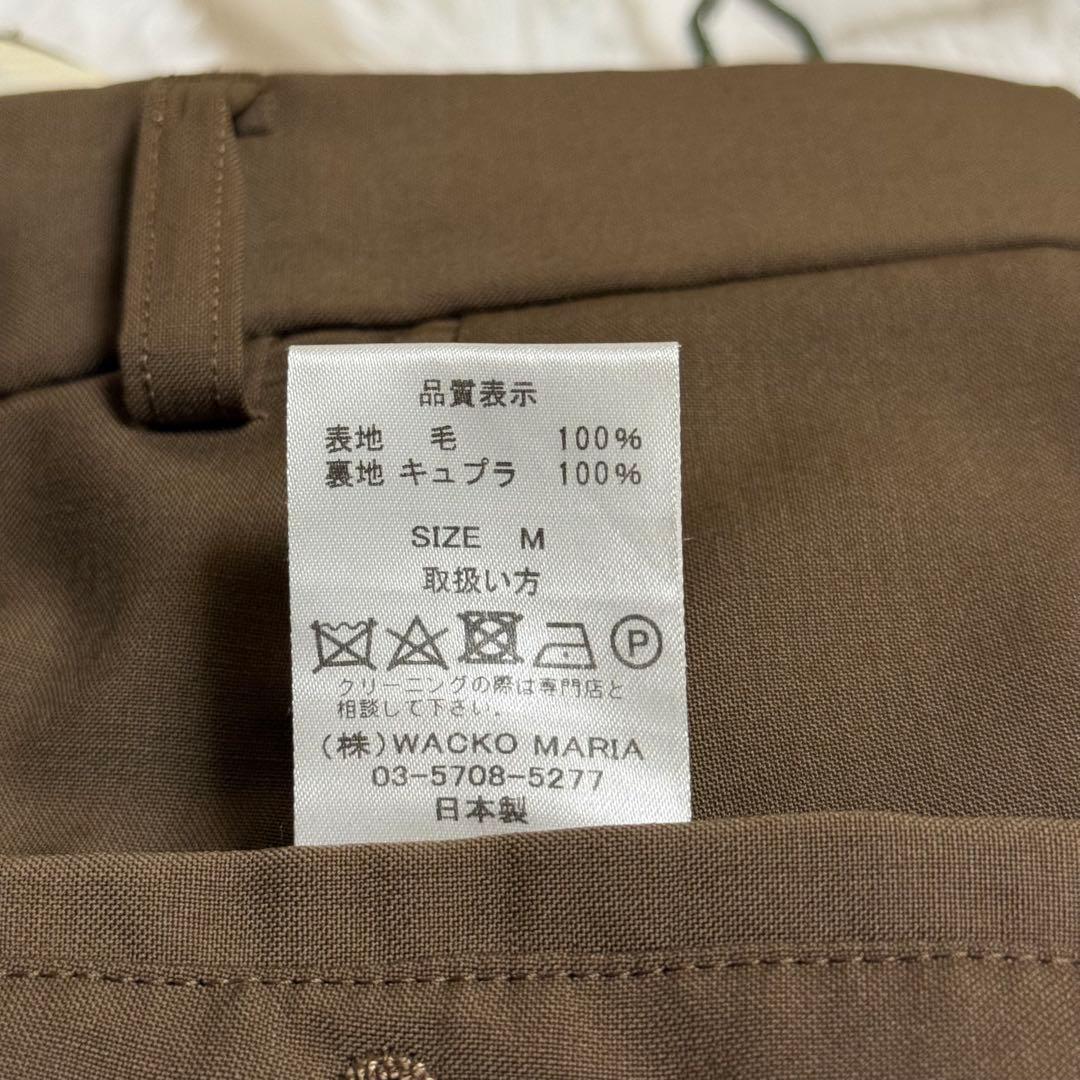 品質表示
表地 毛 100%
裏地 キュプラ 100%
SIZE M
取扱い方
P
クリーニングの際は専門店と
相談して下さい。
(株)WACKO MARIA
03-5708-5277
日本製